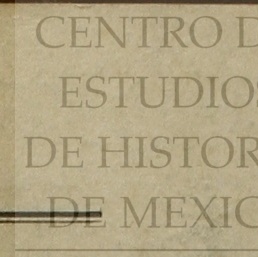 CENTRO D
ESTUDIOS
DE HISTOR
DE MEXIC